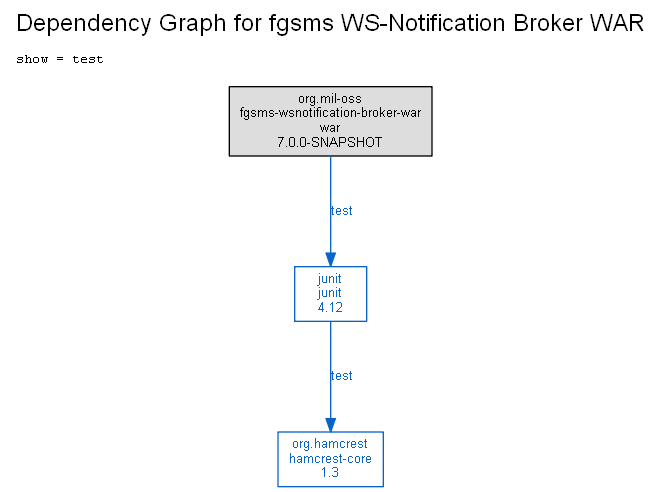 Dependency Graph for fgsms WS-Notification Broker WAR
show = test
org.mil-oss
fgsms-wsnotification-broker-war
war
7.0.0-SNAPSHOT
test
junit
junit
4.12
test
org.hamcrest
hamcrest-core
1.3